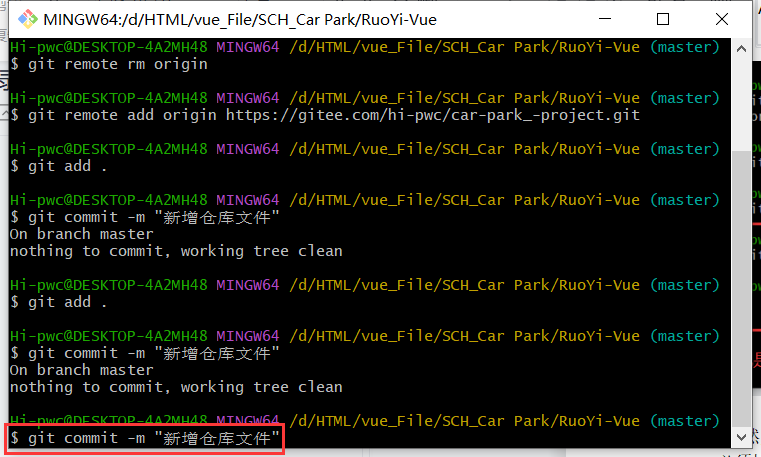 MINGW64:/d/HTML/vue_File/SCH_Car Park/RuoYi-Vue
Hi-pwc@DESKTOP-4A2MH48 MINGW64 /d/HTML/vue_File/SCH_Car Park/RuoYi-Vue (master)
$ git remote rm origin
Hi-pwc@DESKTOP-4A2MH48 MINGW64 /d/HTML/vue_File/SCH_Car Park/RuoYi-Vue (master)
$ git remote add origin https://gitee.com/hi-pwc/car-park_-project.git
Hi-pwc@DESKTOP-4A2MH48 MINGW64 /d/HTML/vue_File/SCH_Car Park/RuoYi-Vue (master)
$ git add .
Hi-pwc@DESKTOP-4A2MH48 MINGW64 /d/HTML/vue_File/SCH_Car Park/RuoYi-Vue (master)
$ git commit -m "新增仓库文件"
On branch master
nothing to commit, working tree clean
Hi-pwc@DESKTOP-4A2MH48 MINGW64 /d/HTML/vue_File/SCH_Car Park/RuoYi-Vue (master)
$ git add .
Hi-pwc@DESKTOP-4A2MH48 MINGW64 /d/HTML/vue_File/SCH_Car Park/RuoYi-Vue (master)
$ git commit -m "新增仓库文件"
On branch master
nothing to commit, working tree clean
Hi-pwc@DESKTOP-4A2MH48 MINGW64 /d/HTML/vue_File/SCH_Car Park/RuoYi-Vue (master)
$ git commit -m "新增仓库文件"